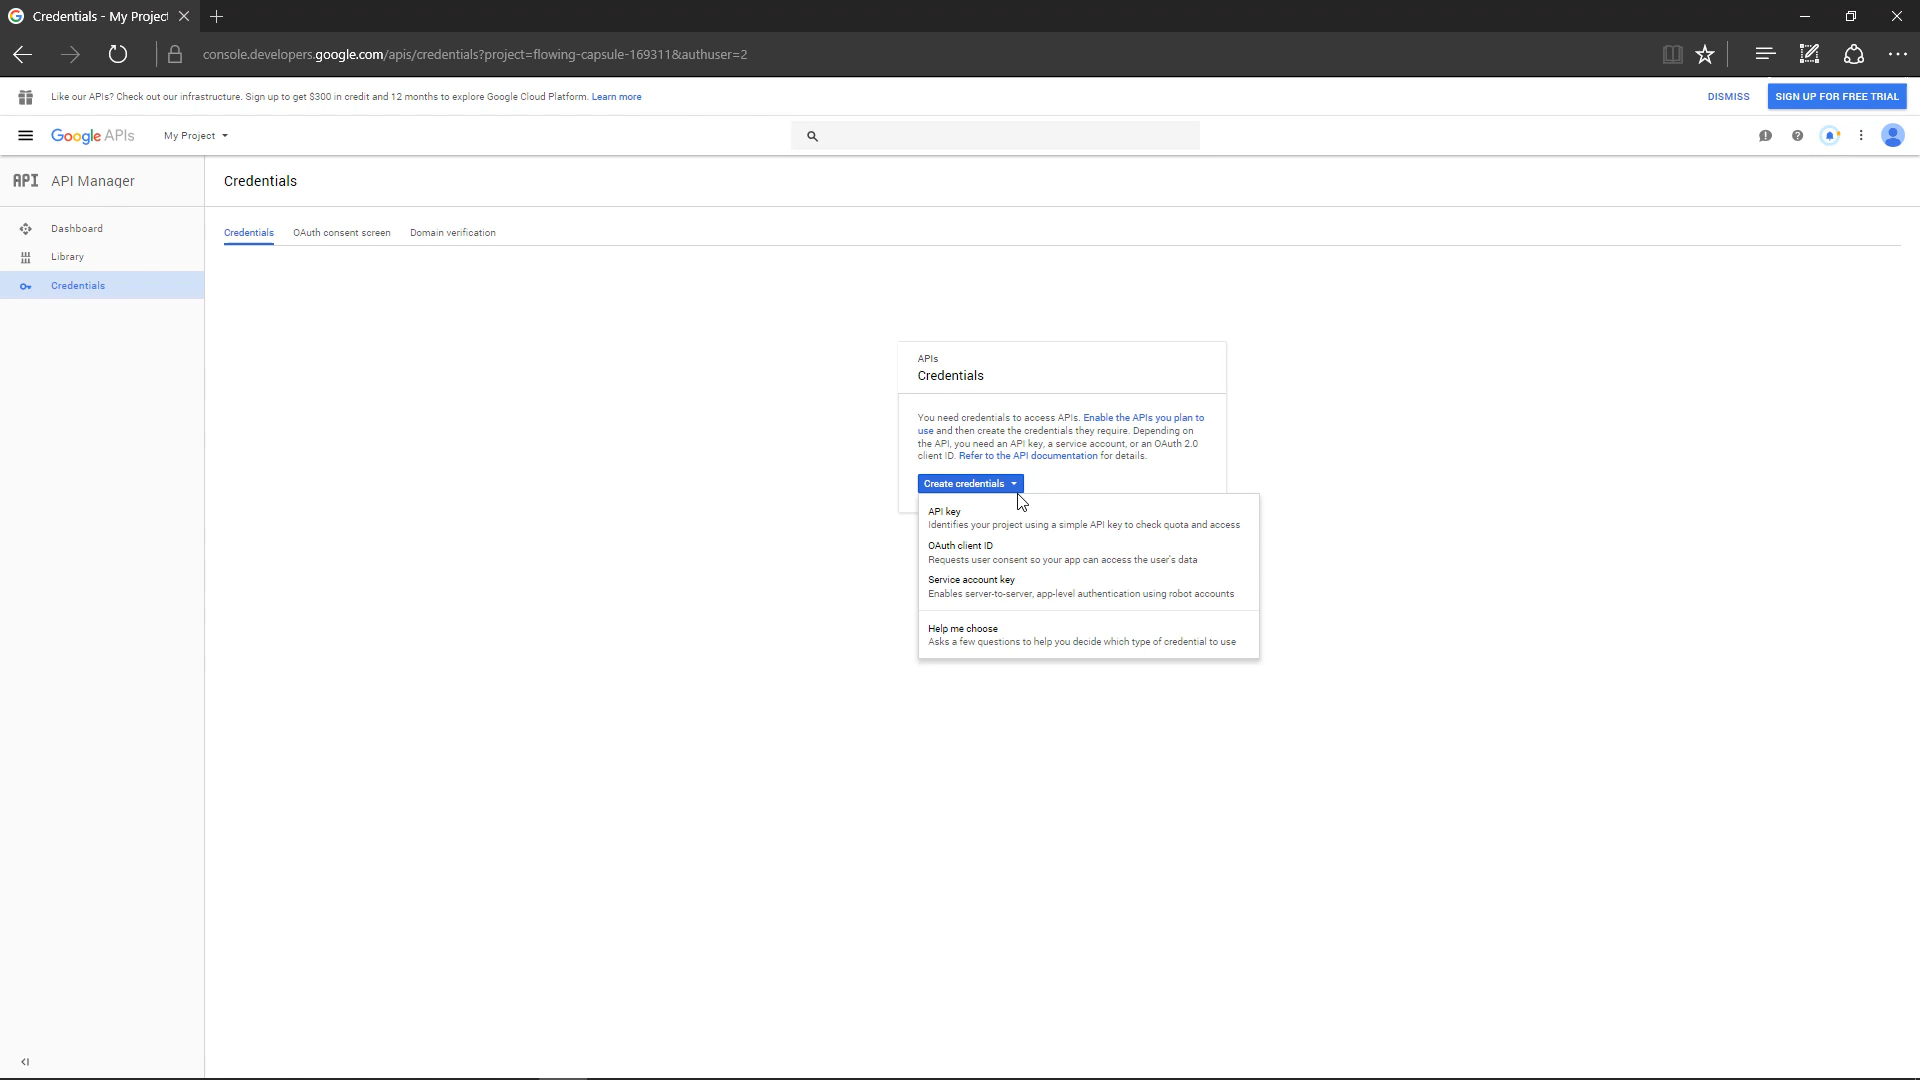 Credentials - My Project
console.developers.google.com/apis/credentials?project=flowing-capsule-169311&authuser=2
Like our APIs? Check out our infrastructure. Sign up to get $300 in credit and 12 months to explore Google Cloud Platform. Learn more
DISMISS
SIGN UP FOR FREE TRIAL
Google APIs
My Project
API
API Manager
Credentials
Dashboard
Library
Credentials
Credentials
OAuth consent screen
Domain verification
APIs
Credentials
You need credentials to access APIs. Enable the APIs you plan to
use and then create the credentials they require. Depending on
the API, you need an API key, a service account, or an OAuth 2.0
client ID. Refer to the API documentation for details.
Create credentials
API key
Identifies your project using a simple API key to check quota and access
OAuth client ID
Requests user consent so your app can access the user's data
Service account key
Enables server-to-server, app-level authentication using robot accounts
Help me choose
Asks a few questions to help you decide which type of credential to use